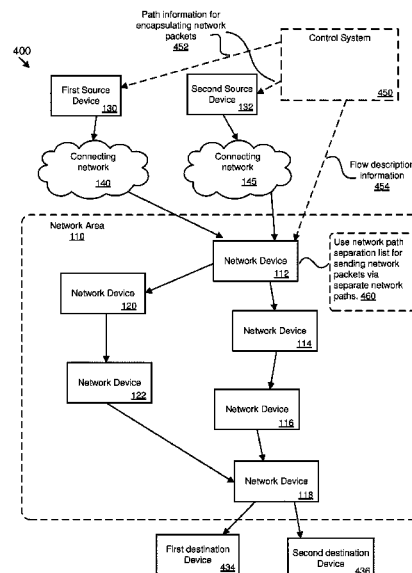 400
Path information for
encapsulating network
packets
452
Control System
450
First Source
Device
130
Second Source
Device
132
Connecting
network
140
Connecting
network
145
Flow description
information
454
Network Area
110
Network Device
112
Use network path
separation list for
sending network
packets via
separate network
paths. 460
Network Device
120
Network Device
114
Network Device
122
Network Device
116
Network Device
118
First destination
Device
434
Second destination
Device
436